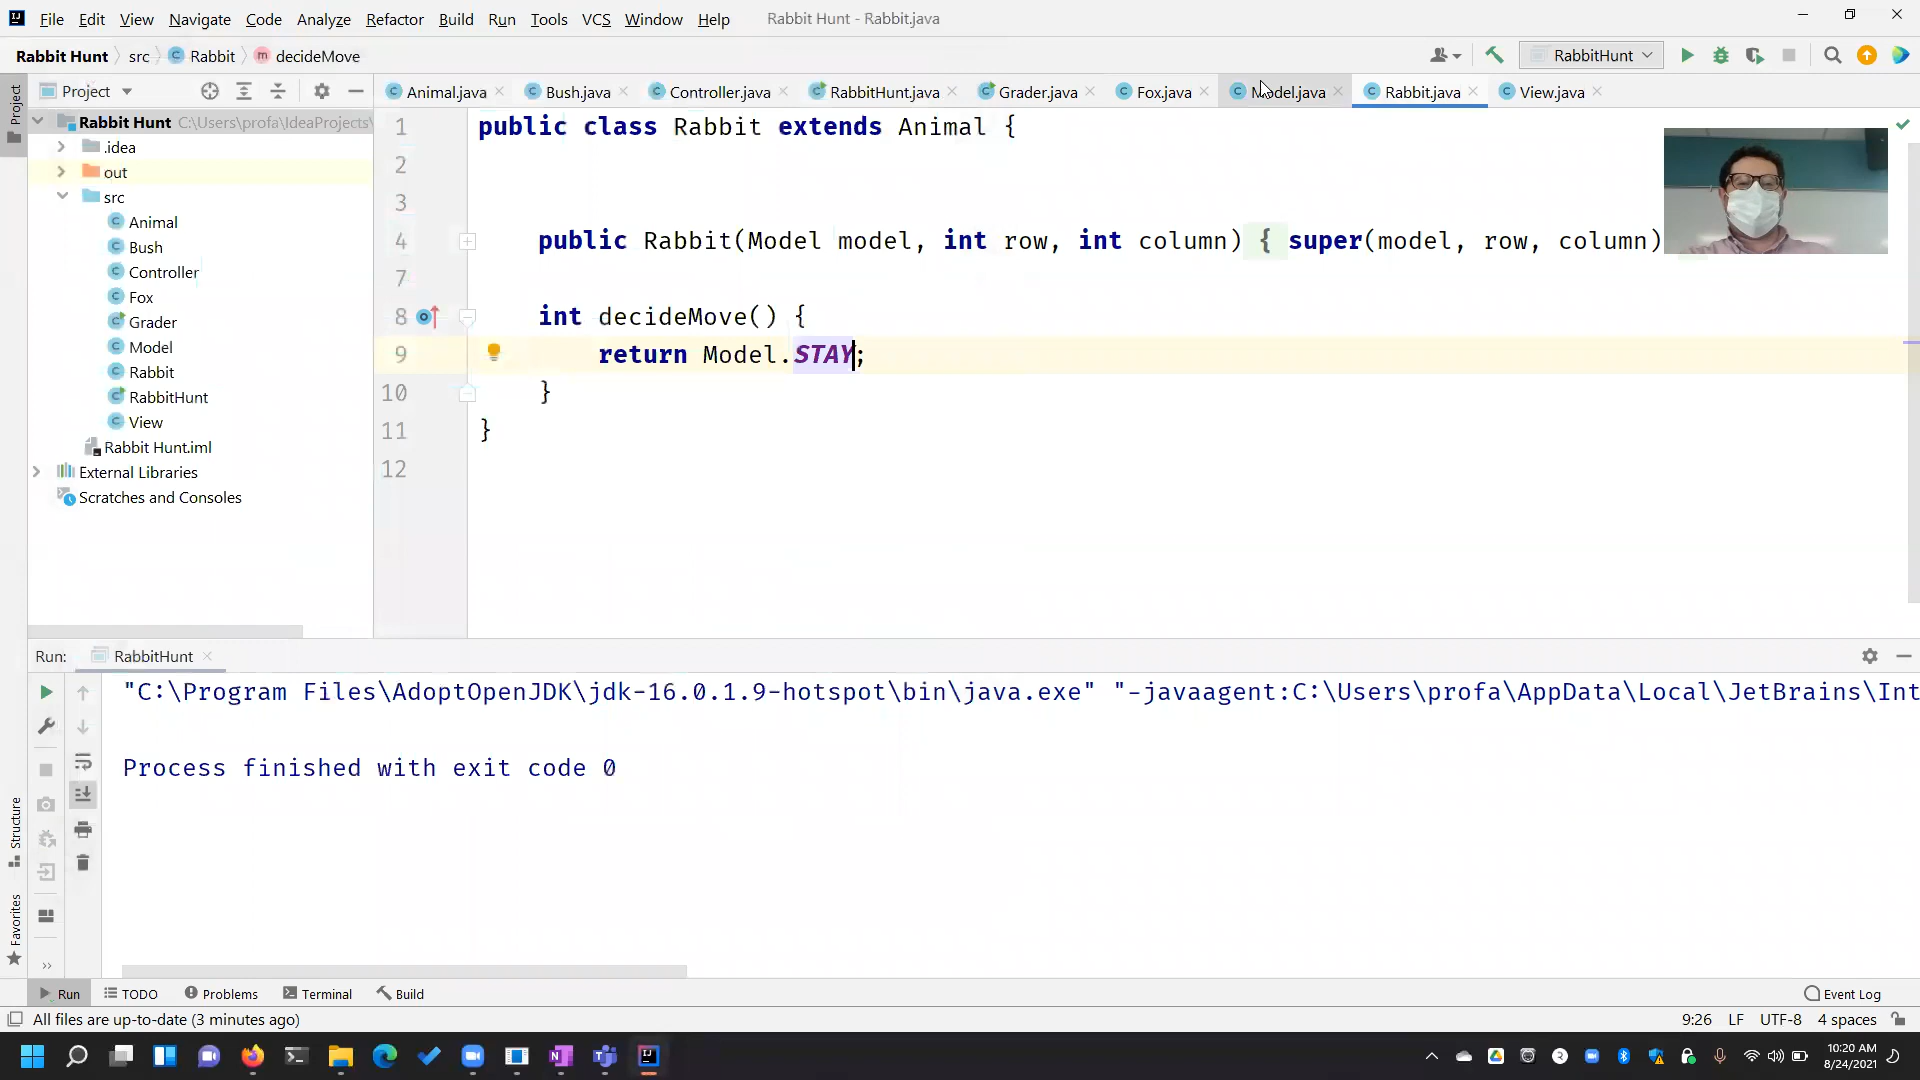 File Edit View Navigate Code Analyze Refactor Build Run Tools VCS Window Help Rabbit Hunt - Rabbit.java
Rabbit Hunt src Rabbit decideMove RabbitHunt
Project
Project
Animal.java Bush.java Controller.java RabbitHunt.java Grader.java Fox.java Model.java Rabbit.java View.java
Rabbit Hunt C:\Users\profa\IdeaProjects\
.idea
out
src
Animal
Bush
Controller
Fox
Grader
Model
Rabbit
RabbitHunt
View
Rabbit Hunt.iml
External Libraries
Scratches and Consoles
1 public class Rabbit extends Animal {
2
3
4 public Rabbit(Model model, int row, int column) { super(model, row, column)
7
8 int decideMove() {
9 return Model.STAY;
10 }
11 }
12
Run: RabbitHunt
"C:\Program Files\AdoptOpenJDK\jdk-16.0.1.9-hotspot\bin\java.exe" "-javaagent:C:\Users\profa\AppData\Local\JetBrains\Int
Process finished with exit code 0
Structure
Favorites
Run TODO Problems Terminal Build Event Log
All files are up-to-date (3 minutes ago) 9:26 LF UTF-8 4 spaces
10:20 AM
8/24/2021